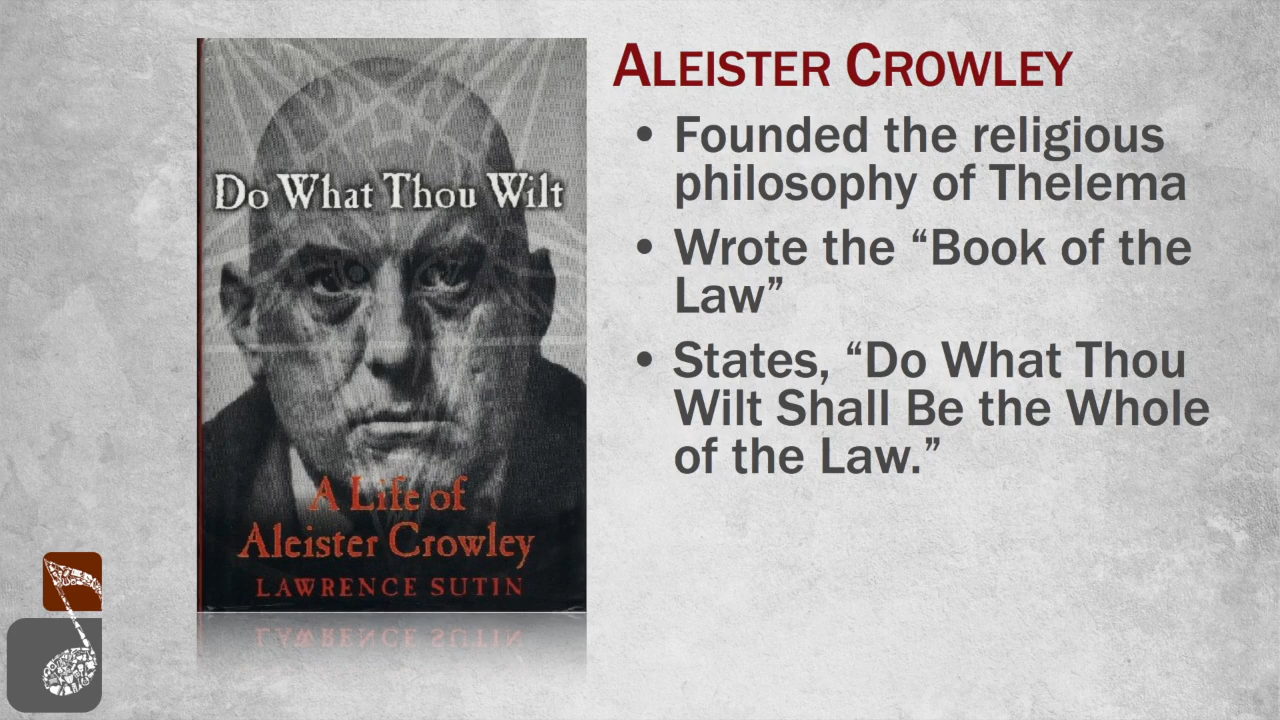 Do What Thou Wilt
A Life of
Aleister Crowley
LAWRENCE SUTIN
ALEISTER CROWLEY
• Founded the religious
philosophy of Thelema
• Wrote the “Book of the
Law”
• States, “Do What Thou
Wilt Shall Be the Whole
of the Law.”